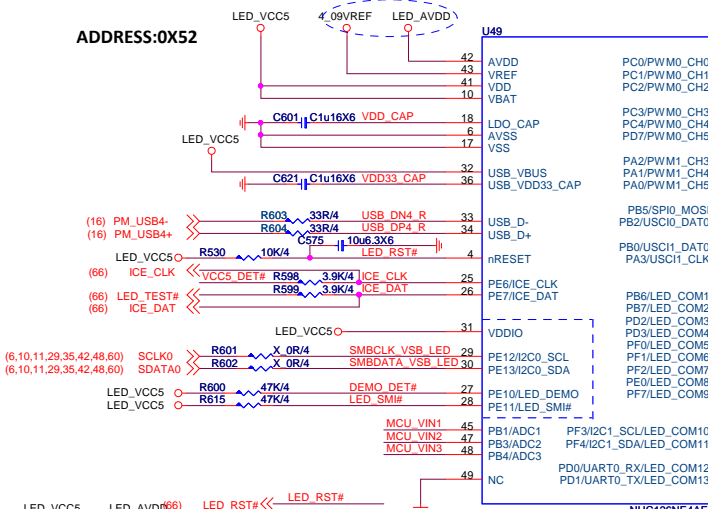 LED_VCC5 4_09VREF LED_AVDD
ADDRESS:0X52
U49
42 AVDD PC0/PWM0_CH0
43 VREF PC1/PWM0_CH1
41 VDD PC2/PWM0_CH2
10 VBAT
C601 C1u16X6 VDD_CAP 18 LDO_CAP PC3/PWM0_CH3
6 AVSS PC4/PWM0_CH4
17 VSS PD7/PWM0_CH5
LED_VCC5
PA2/PWM1_CH3
32 USB_VBUS PA1/PWM1_CH4
C621 C1u16X6 VDD33_CAP 36 USB_VDD33_CAP PA0/PWM1_CH5
PB5/SPI0_MOSI
(16) PM_USB4- R603 33R/4 USB_DN4_R 33 USB_D- PB2/USCI0_DAT0
(16) PM_USB4+ R604 33R/4 USB_DP4_R 34 USB_D+
C575 10u6.3X6
PB0/USCI1_DAT0
LED_VCC5 R530 10K/4 LED_RST# 4 nRESET PA3/USCI1_CLK
(66) ICE_CLK
VCC5_DET# R598 3.9K/4 ICE_CLK 25 PE6/ICE_CLK
(66) LED_TEST# R599 3.9K/4 ICE_DAT 26 PE7/ICE_DAT PB6/LED_COM1
(66) ICE_DAT PB7/LED_COM2
PD2/LED_COM3
LED_VCC5 31 VDDIO PD3/LED_COM4
PF0/LED_COM5
(6,10,11,29,35,42,48,60) SCLK0 R601 X_0R/4 SMBCLK_VSB_LED 29 PE12/I2C0_SCL PF1/LED_COM6
(6,10,11,29,35,42,48,60) SDATA0 R602 X_0R/4 SMBDATA_VSB_LED 30 PE13/I2C0_SDA PF2/LED_COM7
PE0/LED_COM8
LED_VCC5 R600 47K/4 DEMO_DET# 27 PE10/LED_DEMO PF7/LED_COM9
LED_VCC5 R615 47K/4 LED_SMI# 28 PE11/LED_SMI#
MCU_VIN1 45 PB1/ADC1 PF3/I2C1_SCL/LED_COM10
MCU_VIN2 47 PB3/ADC2 PF4/I2C1_SDA/LED_COM11
MCU_VIN3 48 PB4/ADC3
PD0/UART0_RX/LED_COM12
49 NC PD1/UART0_TX/LED_COM13
LED_VCC5 LED_AVDD (66) LED_RST# LED_RST#